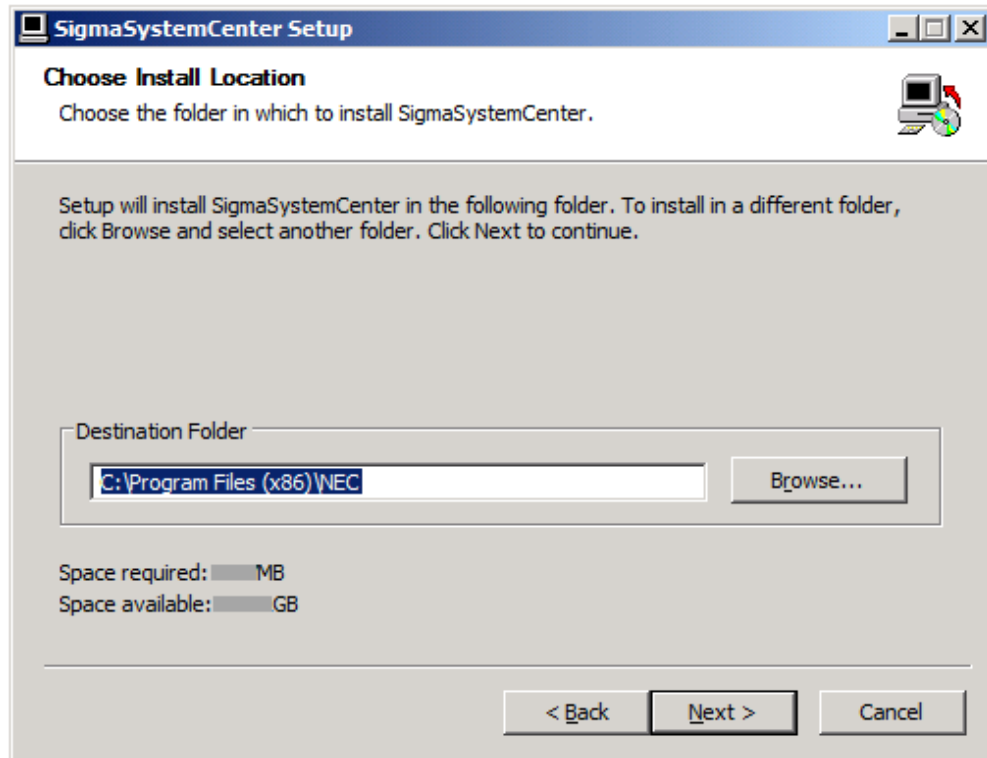 SigmaSystemCenter Setup
Choose Install Location
Choose the folder in which to install SigmaSystemCenter.
Setup will install SigmaSystemCenter in the following folder. To install in a different folder,
click Browse and select another folder. Click Next to continue.
Destination Folder
C:\Program Files (x86)\NEC
Browse...
Space required: MB
Space available: GB
< Back Next > Cancel